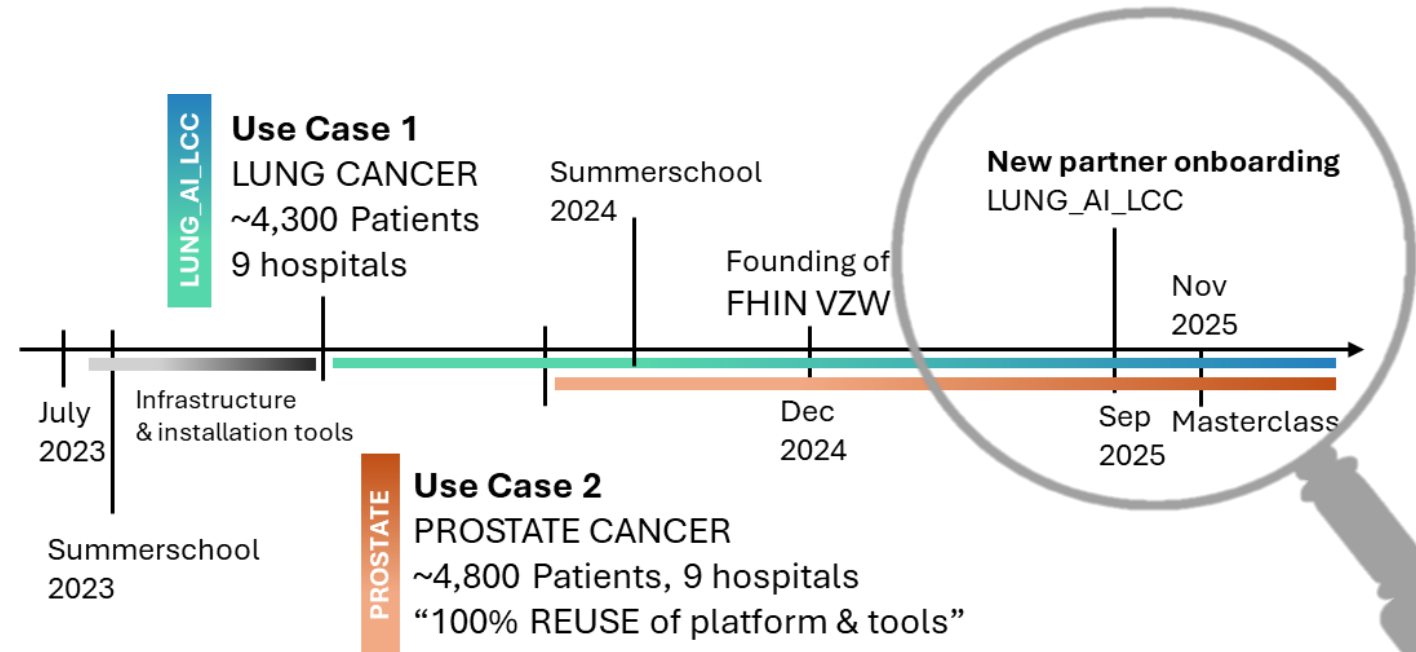 LUNG_AI_LCC
Use Case 1
LUNG CANCER
~4,300 Patients
9 hospitals
Summerschool
2024
Founding of
FHIN VZW
New partner onboarding
LUNG_AI_LCC
Nov
2025
July
2023
Infrastructure
& installation tools
Dec
2024
Sep
2025
Masterclass
Summerschool
2023
PROSTATE
Use Case 2
PROSTATE CANCER
~4,800 Patients, 9 hospitals
“100% REUSE of platform & tools”